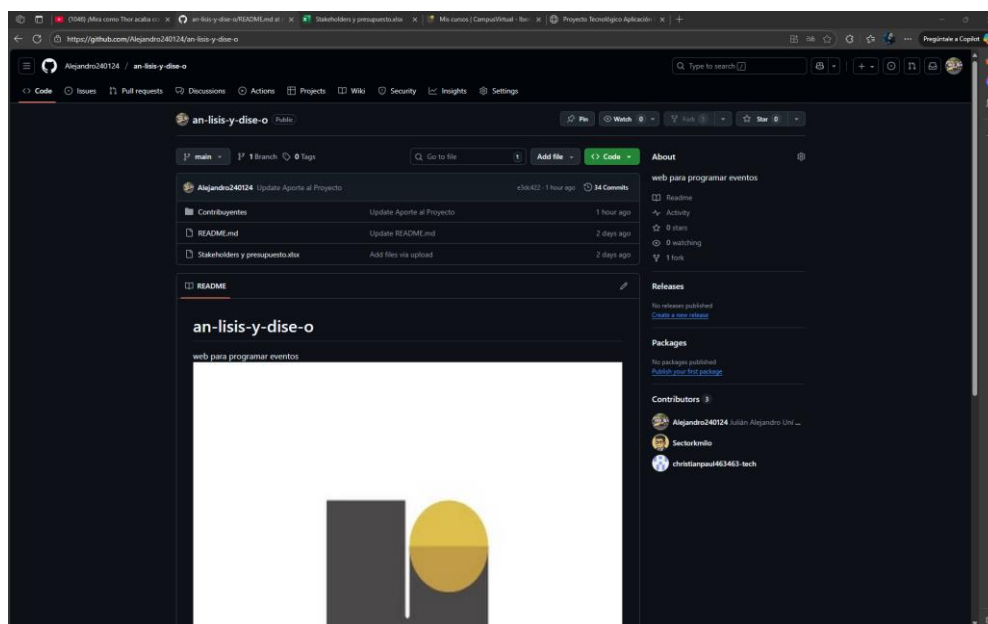 (1040) ¡Mira como Thor acaba co
an-lisis-y-dise-o/README.md at
Stakeholders y presupuesto.xlsx
Mis cursos | CampusVirtual - Iber
Proyecto Tecnológico Aplicación
https://github.com/Alejandro240124/an-lisis-y-dise-o
Pregúntale a Copilot
Alejandro240124 / an-lisis-y-dise-o
Type / to search
Code Issues Pull requests Discussions Actions Projects Wiki Security Insights Settings
an-lisis-y-dise-o Public
Pin Watch 0 Fork 1 Star 0
main 1 Branch 0 Tags Go to file Add file Code
About
web para programar eventos
Alejandro240124 Update Aporte al Proyecto 1 hour ago 34 Commits
Readme
Contribuyentes Update Aporte al Proyecto 1 hour ago
Activity
0 stars
README.md Update README.md 2 days ago
0 watching
Stakeholders y presupuesto.xlsx Add files via upload 2 days ago
1 fork
README
Releases
No releases published
Create a new release
an-lisis-y-dise-o
web para programar eventos
Packages
No packages published
Publish your first package
Contributors 3
Alejandro240124 Julián Alejandro Uni ...
Sectorkmilo
christianpaul463463-tech